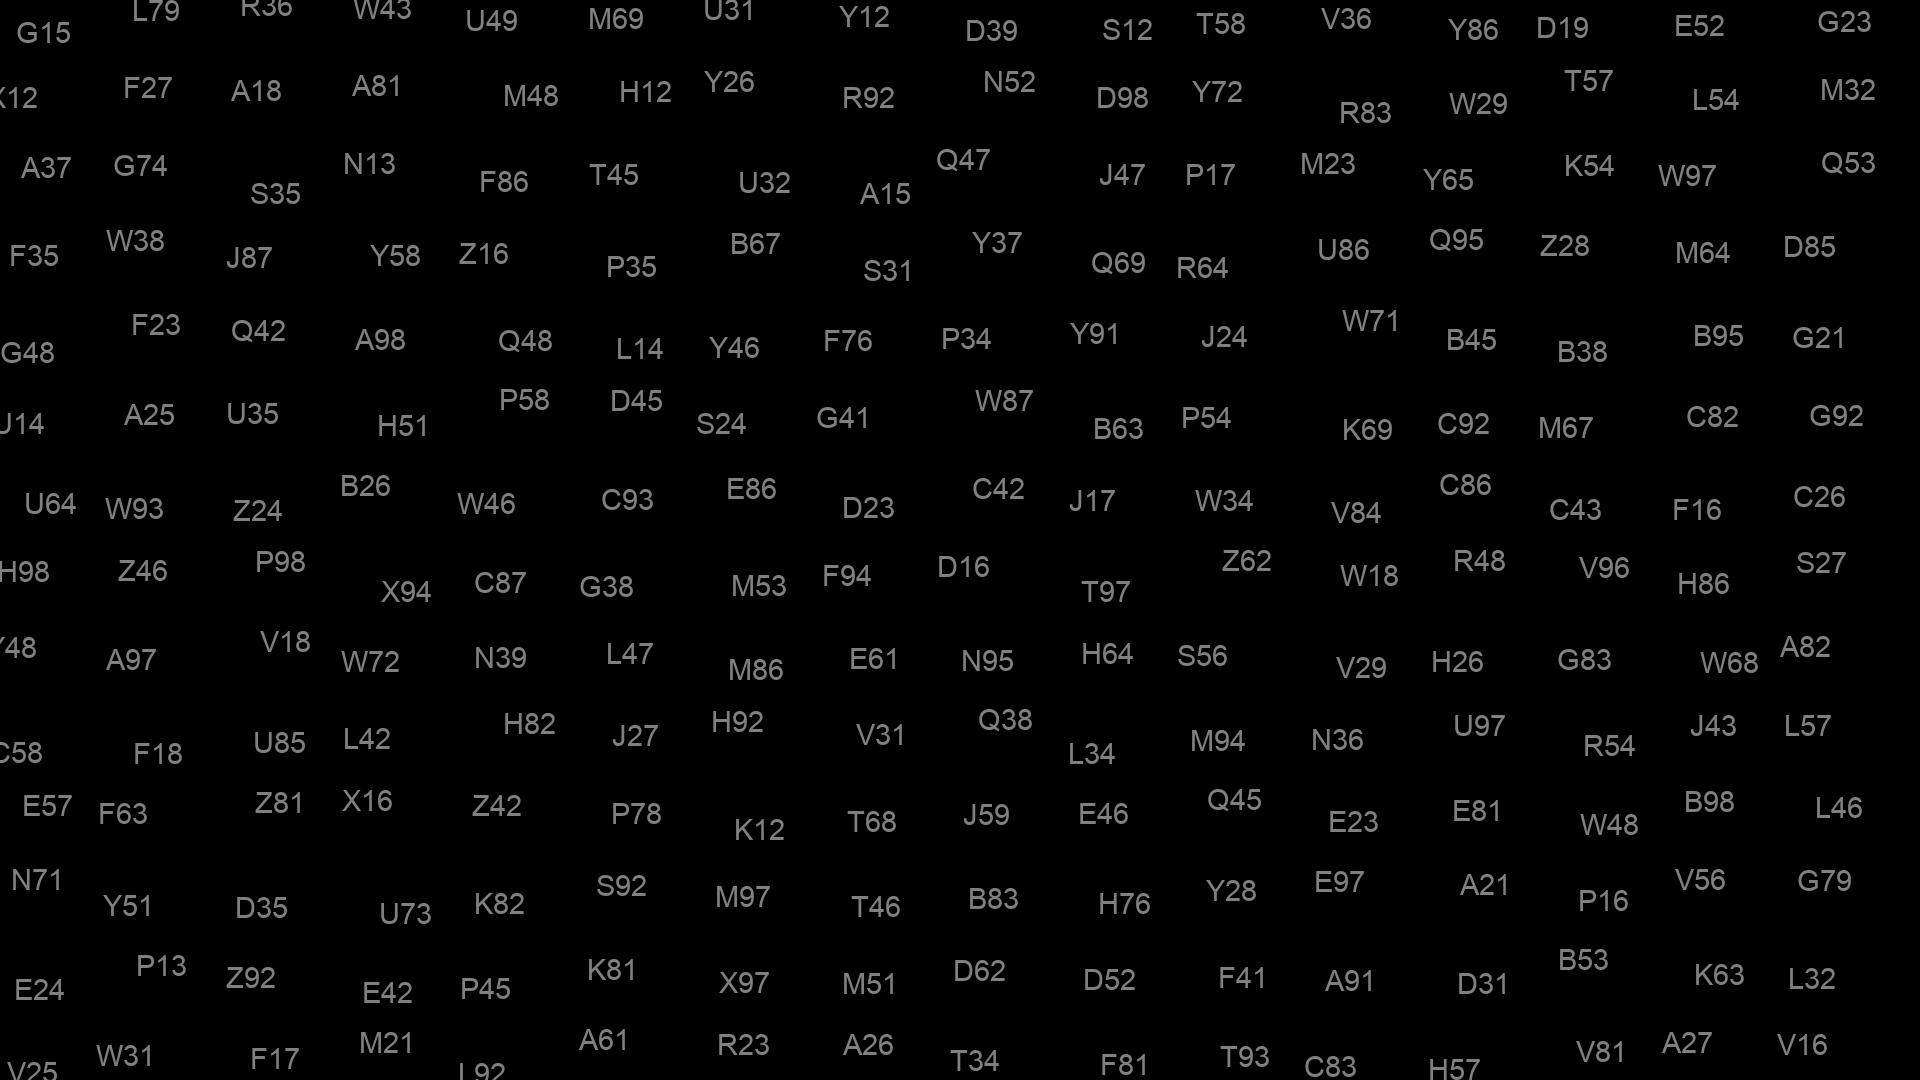 G15 L79 R36 W43 U49 M69 U31 Y12 D39 S12 T58 V36 Y86 D19 E52 G23
F27 A18 A81 M48 H12 Y26 R92 N52 D98 Y72 R83 W29 T57 L54 M32
A37 G74 S35 N13 F86 T45 U32 A15 Q47 J47 P17 M23 Y65 K54 W97 Q53
F35 W38 J87 Y58 Z16 P35 B67 S31 Y37 Q69 R64 U86 Q95 Z28 M64 D85
G48 F23 Q42 A98 Q48 L14 Y46 F76 P34 Y91 J24 W71 B45 B38 B95 G21
U14 A25 U35 H51 P58 D45 S24 G41 W87 B63 P54 K69 C92 M67 C82 G92
U64 W93 Z24 B26 W46 C93 E86 D23 C42 J17 W34 V84 C86 C43 F16 C26
H98 Z46 P98 X94 C87 G38 M53 F94 D16 T97 Z62 W18 R48 V96 H86 S27
Y48 A97 V18 W72 N39 L47 M86 E61 N95 H64 S56 V29 H26 G83 W68 A82
C58 F18 U85 L42 H82 J27 H92 V31 Q38 L34 M94 N36 U97 R54 J43 L57
E57 F63 Z81 X16 Z42 P78 K12 T68 J59 E46 Q45 E23 E81 W48 B98 L46
N71 Y51 D35 U73 K82 S92 M97 T46 B83 H76 Y28 E97 A21 P16 V56 G79
E24 P13 Z92 E42 P45 K81 X97 M51 D62 D52 F41 A91 D31 B53 K63 L32
V25 W31 F17 M21 L92 A61 R23 A26 T34 F81 T93 C83 H57 V81 A27 V16